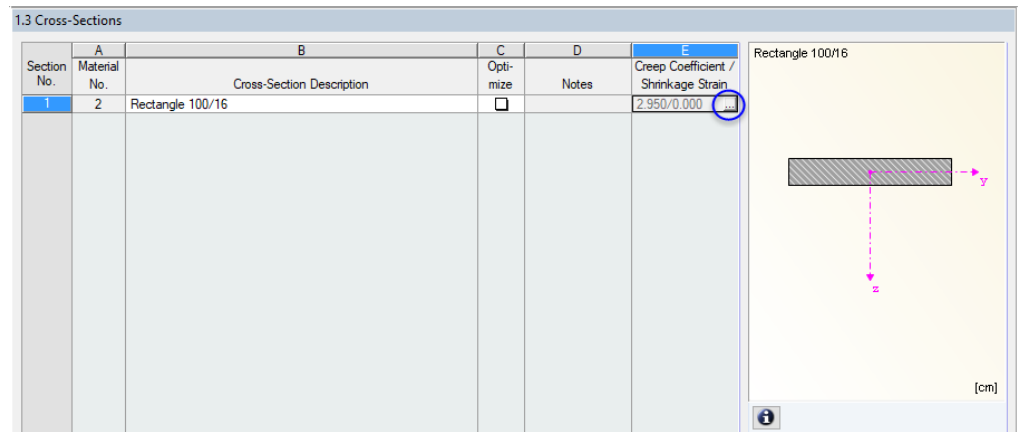 1.3 Cross-Sections
A B C D E
Section No. Material No. Cross-Section Description Opti-mize Notes Creep Coefficient / Shrinkage Strain
1 2 Rectangle 100/16 2.950/0.000 ...
Rectangle 100/16
y
z
[cm]